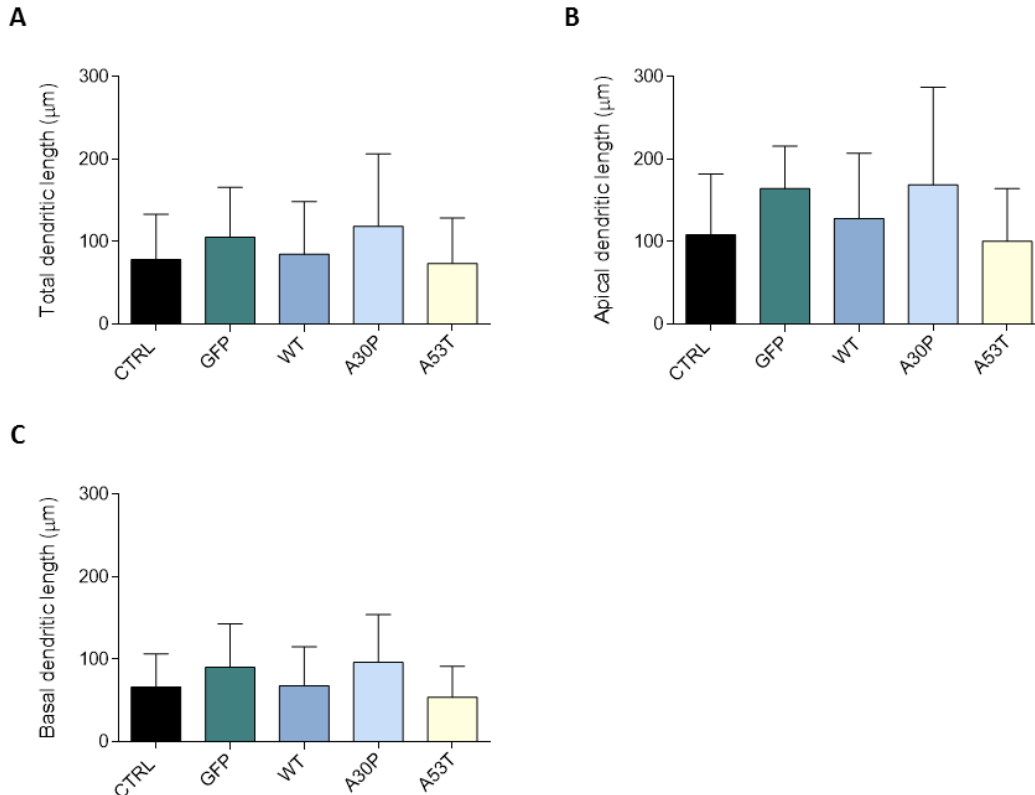 A
Total dendritic length (μm)
300
200
100
0
CTRL
GFP
WT
A30P
A53T
B
Apical dendritic length (μm)
300
200
100
0
CTRL
GFP
WT
A30P
A53T
C
Basal dendritic length (μm)
300
200
100
0
CTRL
GFP
WT
A30P
A53T